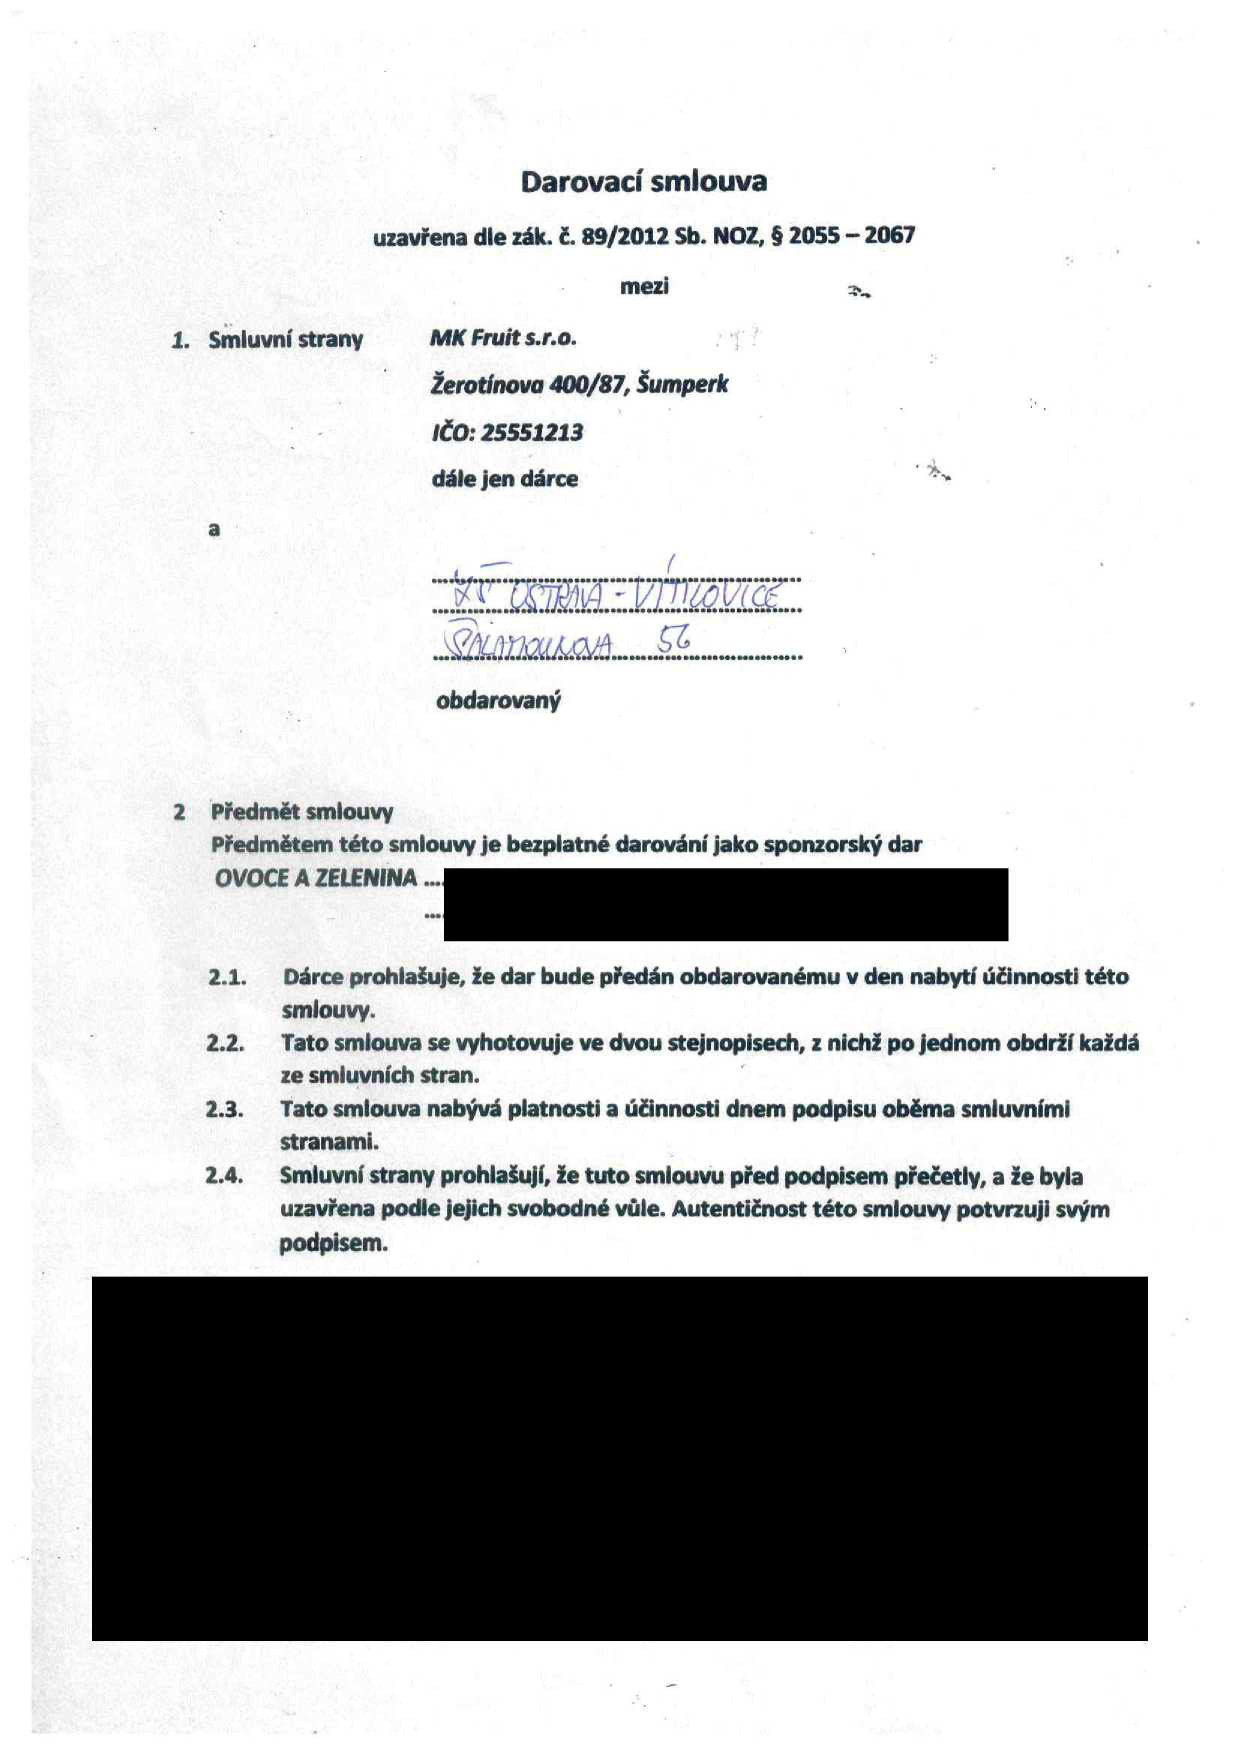 Darovací smlouva
uzavřena dle zák. č. 89/2012 Sb. NOZ, § 2055 – 2067
mezi
1. Smluvní strany MK Fruit s.r.o.
Žerotínova 400/87, Šumperk
IČO: 25551213
dále jen dárce
a
ZŠ OSTRAVA - VÍTKOVICE
ŠALAMOUNOVA 56
obdarovaný
2 Předmět smlouvy
Předmětem této smlouvy je bezplatné darování jako sponzorský dar
OVOCE A ZELENINA ....
....
2.1. Dárce prohlašuje, že dar bude předán obdarovanému v den nabytí účinnosti této
smlouvy.
2.2. Tato smlouva se vyhotovuje ve dvou stejnopisech, z nichž po jednom obdrží každá
ze smluvních stran.
2.3. Tato smlouva nabývá platnosti a účinnosti dnem podpisu oběma smluvními
stranami.
2.4. Smluvní strany prohlašují, že tuto smlouvu před podpisem přečetly, a že byla
uzavřena podle jejich svobodné vůle. Autentičnost této smlouvy potvrzuji svým
podpisem.